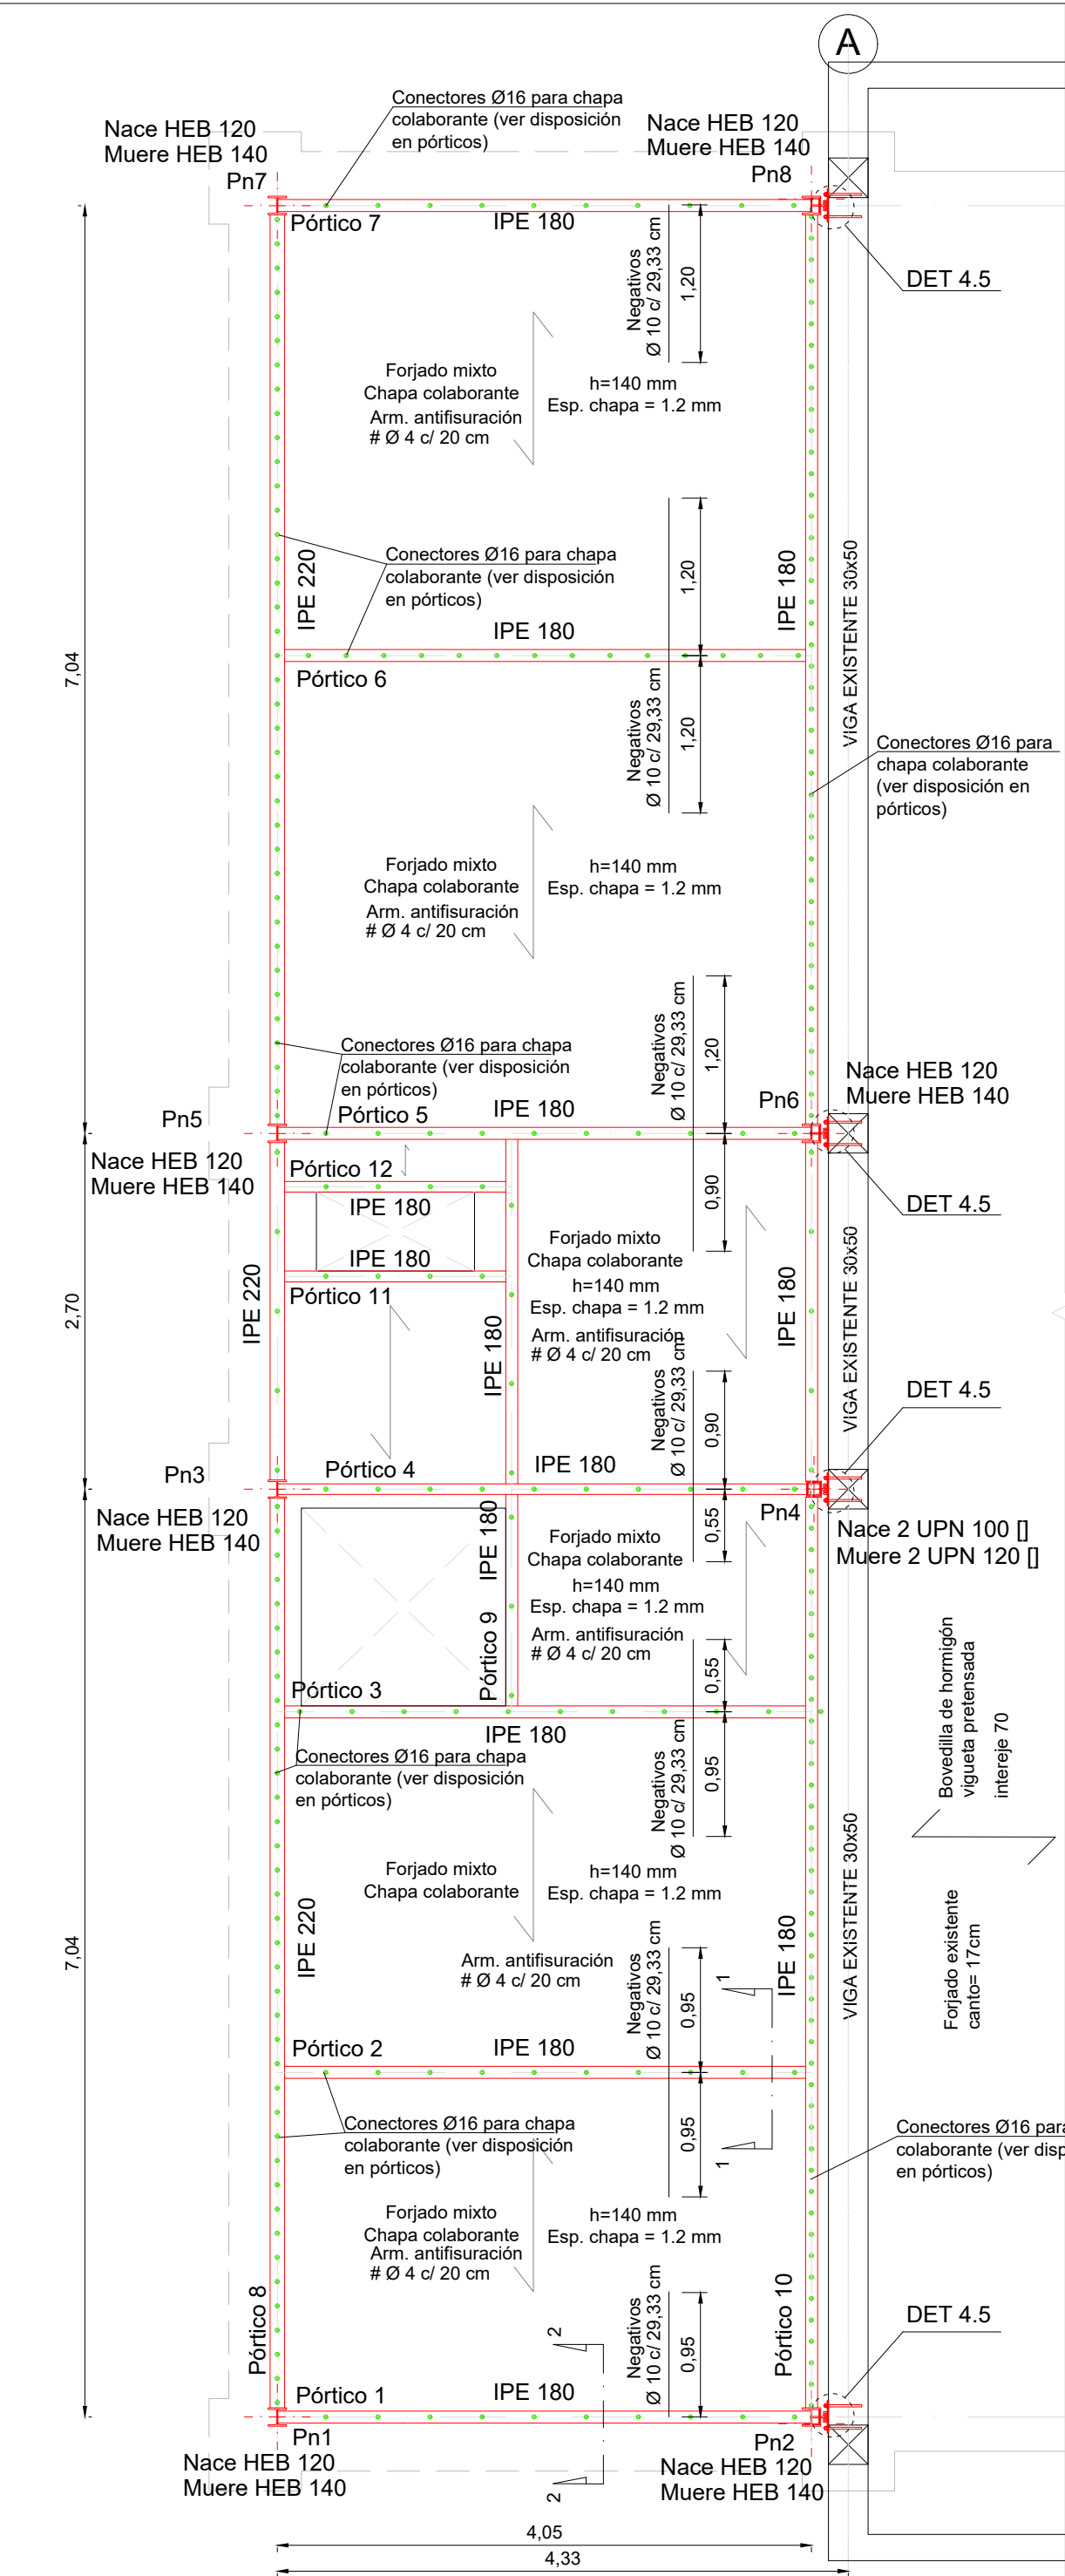 A
Conectores Ø16 para chapa
colaborante (ver disposición
en pórticos)
Nace HEB 120
Muere HEB 140
Pn7
Nace HEB 120
Muere HEB 140
Pn8
Pórtico 7
IPE 180
DET 4.5
Negativos
Ø 10 c/ 29,33 cm
1,20
Forjado mixto
Chapa colaborante
Arm. antifisuración
# Ø 4 c/ 20 cm
h=140 mm
Esp. chapa = 1.2 mm
Conectores Ø16 para chapa
colaborante (ver disposición
en pórticos)
IPE 220
1,20
IPE 180
VIGA EXISTENTE 30x50
IPE 180
7,04
Pórtico 6
Negativos
Ø 10 c/ 29,33 cm
1,20
Conectores Ø16 para
chapa colaborante
(ver disposición en
pórticos)
Forjado mixto
Chapa colaborante
Arm. antifisuración
# Ø 4 c/ 20 cm
h=140 mm
Esp. chapa = 1.2 mm
Negativos
Ø 10 c/ 29,33 cm
1,20
Conectores Ø16 para chapa
colaborante (ver disposición
en pórticos)
Nace HEB 120
Muere HEB 140
Pn5
Pórtico 5
IPE 180
Pn6
Nace HEB 120
Muere HEB 140
Pórtico 12
IPE 180
0,90
DET 4.5
Forjado mixto
Chapa colaborante
h=140 mm
Esp. chapa = 1.2 mm
Arm. antifisuración
# Ø 4 c/ 20 cm
IPE 180
Pórtico 11
2,70
IPE 220
IPE 180
IPE 180
VIGA EXISTENTE 30x50
Negativos
Ø 10 c/ 29,33 cm
0,90
DET 4.5
Pn3
Pórtico 4
IPE 180
Pn4
Nace HEB 120
Muere HEB 140
Nace 2 UPN 100 []
Muere 2 UPN 120 []
IPE 180
0,55
Forjado mixto
Chapa colaborante
h=140 mm
Esp. chapa = 1.2 mm
Arm. antifisuración
# Ø 4 c/ 20 cm
Pórtico 9
0,55
Pórtico 3
IPE 180
Bovedilla de hormigón
vigueta pretensada
intereje 70
Conectores Ø16 para chapa
colaborante (ver disposición
en pórticos)
Negativos
Ø 10 c/ 29,33 cm
0,95
Forjado mixto
Chapa colaborante
h=140 mm
Esp. chapa = 1.2 mm
Arm. antifisuración
# Ø 4 c/ 20 cm
7,04
IPE 220
Negativos
Ø 10 c/ 29,33 cm
0,95
1
IPE 180
VIGA EXISTENTE 30x50
Forjado existente
canto= 17cm
Pórtico 2
IPE 180
Conectores Ø16 para chapa
colaborante (ver disposición
en pórticos)
0,95
1
Conectores Ø16 para
colaborante (ver disp
en pórticos)
Forjado mixto
Chapa colaborante
Arm. antifisuración
# Ø 4 c/ 20 cm
h=140 mm
Esp. chapa = 1.2 mm
Pórtico 8
2
Negativos
Ø 10 c/ 29,33 cm
0,95
Pórtico 10
DET 4.5
Pórtico 1
IPE 180
Pn1
Nace HEB 120
Muere HEB 140
2
Pn2
Nace HEB 120
Muere HEB 140
4,05
4,33